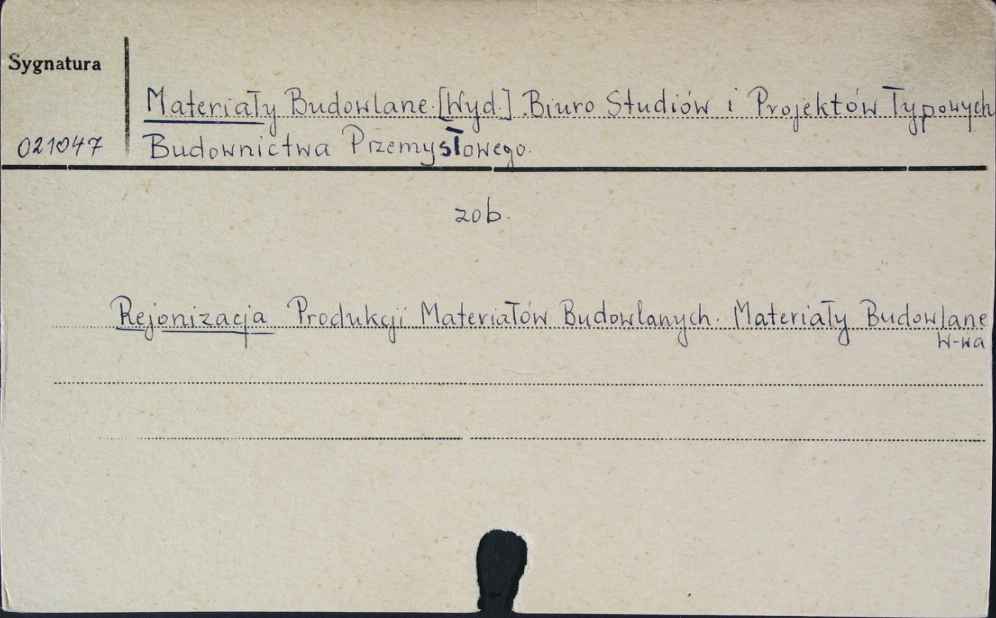 Sygnatura
Materiały Budowlane. [Wyd.] Biuro Studiów i Projektów Typowych
021047 Budownictwa Przemysłowego.
zob.
Rejonizacja Produkcji Materiałów Budowlanych. Materiały Budowlane
W-wa